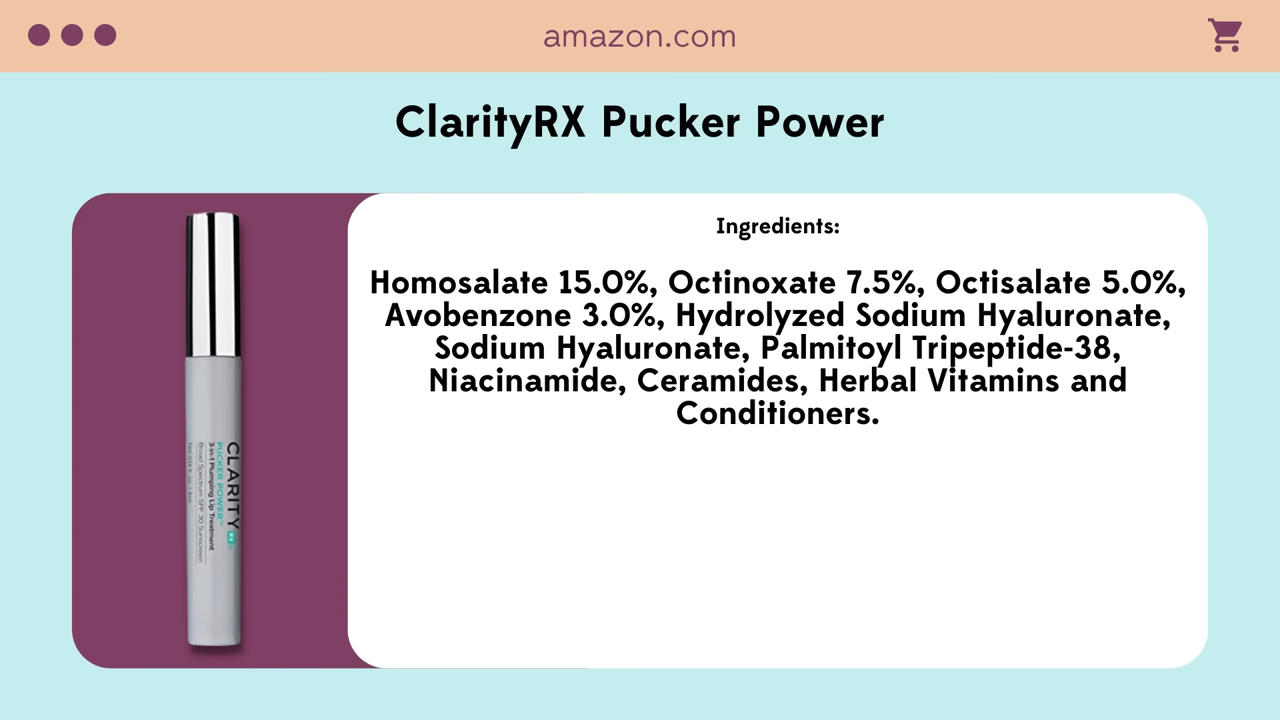 amazon.com
ClarityRX Pucker Power
Ingredients:
Homosalate 15.0%, Octinoxate 7.5%, Octisalate 5.0%,
Avobenzone 3.0%, Hydrolyzed Sodium Hyaluronate,
Sodium Hyaluronate, Palmitoyl Tripeptide-38,
Niacinamide, Ceramides, Herbal Vitamins and
Conditioners.
CLARITY RX
PUCKER POWER™
3-in-1 Plumping Lip Treatment
Broad Spectrum SPF 30 Sunscreen